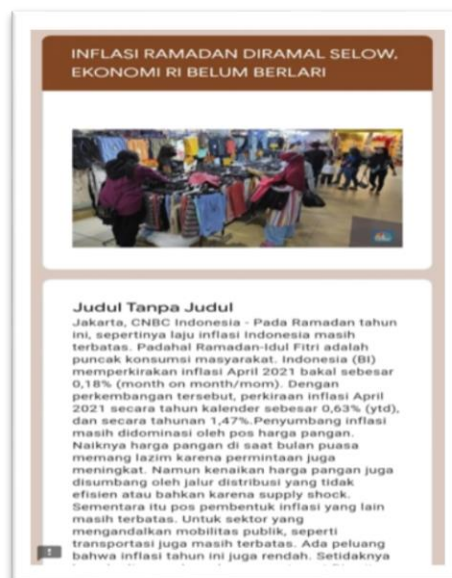 INFLASI RAMADAN DIRAMAL SELOW,
EKONOMI RI BELUM BERLARI
Judul Tanpa Judul
Jakarta, CNBC Indonesia - Pada Ramadan tahun
ini, sepertinya laju inflasi Indonesia masih
terbatas. Padahal Ramadan-Idul Fitri adalah
puncak konsumsi masyarakat. Indonesia (BI)
memperkirakan inflasi April 2021 bakal sebesar
0,18% (month on month/mom). Dengan
perkembangan tersebut, perkiraan inflasi April
2021 secara tahun kalender sebesar 0,63% (ytd),
dan secara tahunan 1,47%.Penyumbang inflasi
masih didominasi oleh pos harga pangan.
Naiknya harga pangan di saat bulan puasa
memang lazim karena permintaan juga
meningkat. Namun kenaikan harga pangan juga
disumbang oleh jalur distribusi yang tidak
efisien atau bahkan karena supply shock.
Sementara itu pos pembentuk inflasi yang lain
masih terbatas. Untuk sektor yang
mengandalkan mobilitas publik, seperti
transportasi juga masih terbatas. Ada peluang
bahwa inflasi tahun ini juga rendah. Setidaknya